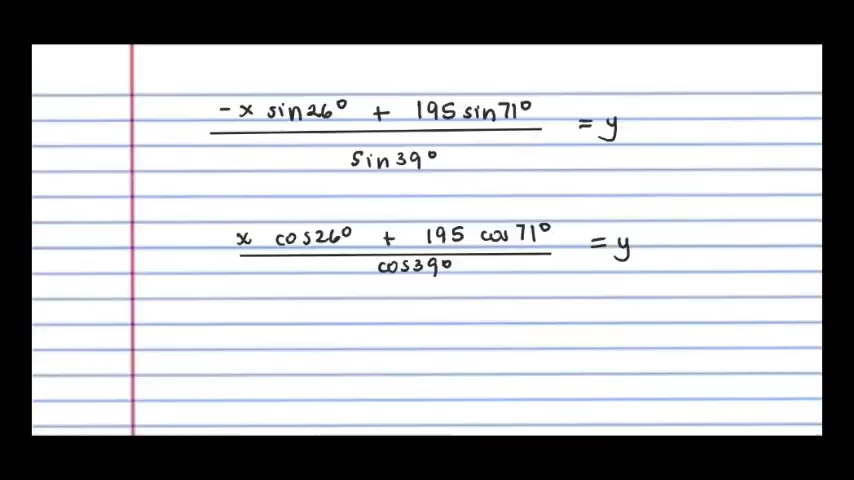 -x sin26° + 195 sin71°
sin39° = y
x cos26° + 195 cos71°
cos39° = y